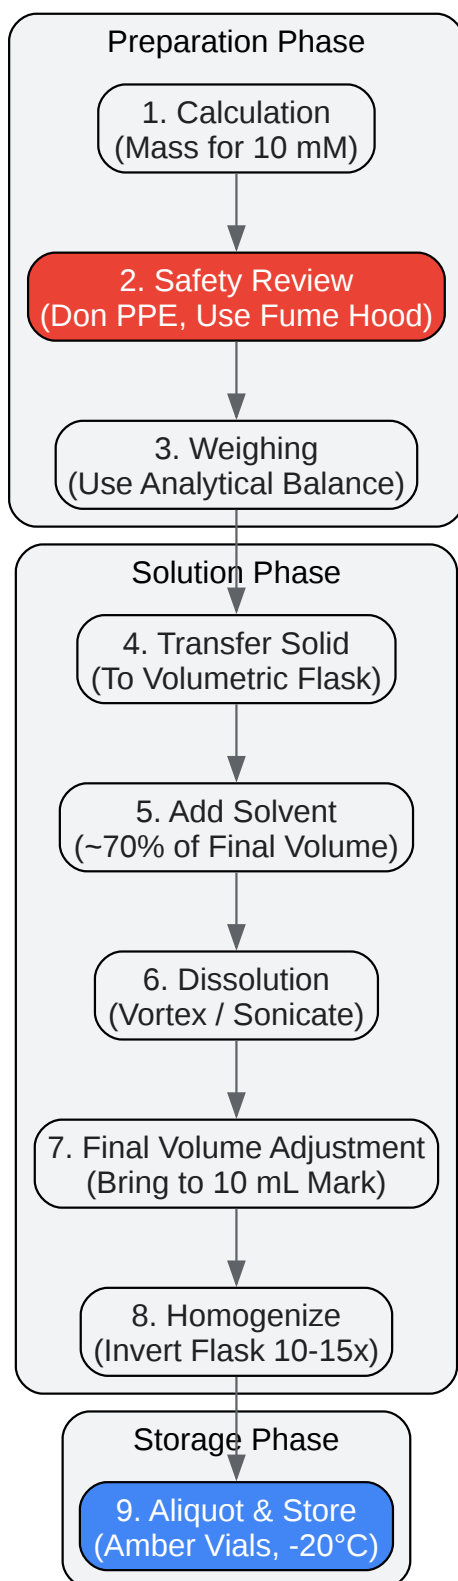 Preparation Phase
1. Calculation
(Mass for 10 mM)
2. Safety Review
(Don PPE, Use Fume Hood)
3. Weighing
(Use Analytical Balance)
Solution Phase
4. Transfer Solid
(To Volumetric Flask)
5. Add Solvent
(~70% of Final Volume)
6. Dissolution
(Vortex / Sonicate)
7. Final Volume Adjustment
(Bring to 10 mL Mark)
8. Homogenize
(Invert Flask 10-15x)
Storage Phase
9. Aliquot & Store
(Amber Vials, -20°C)